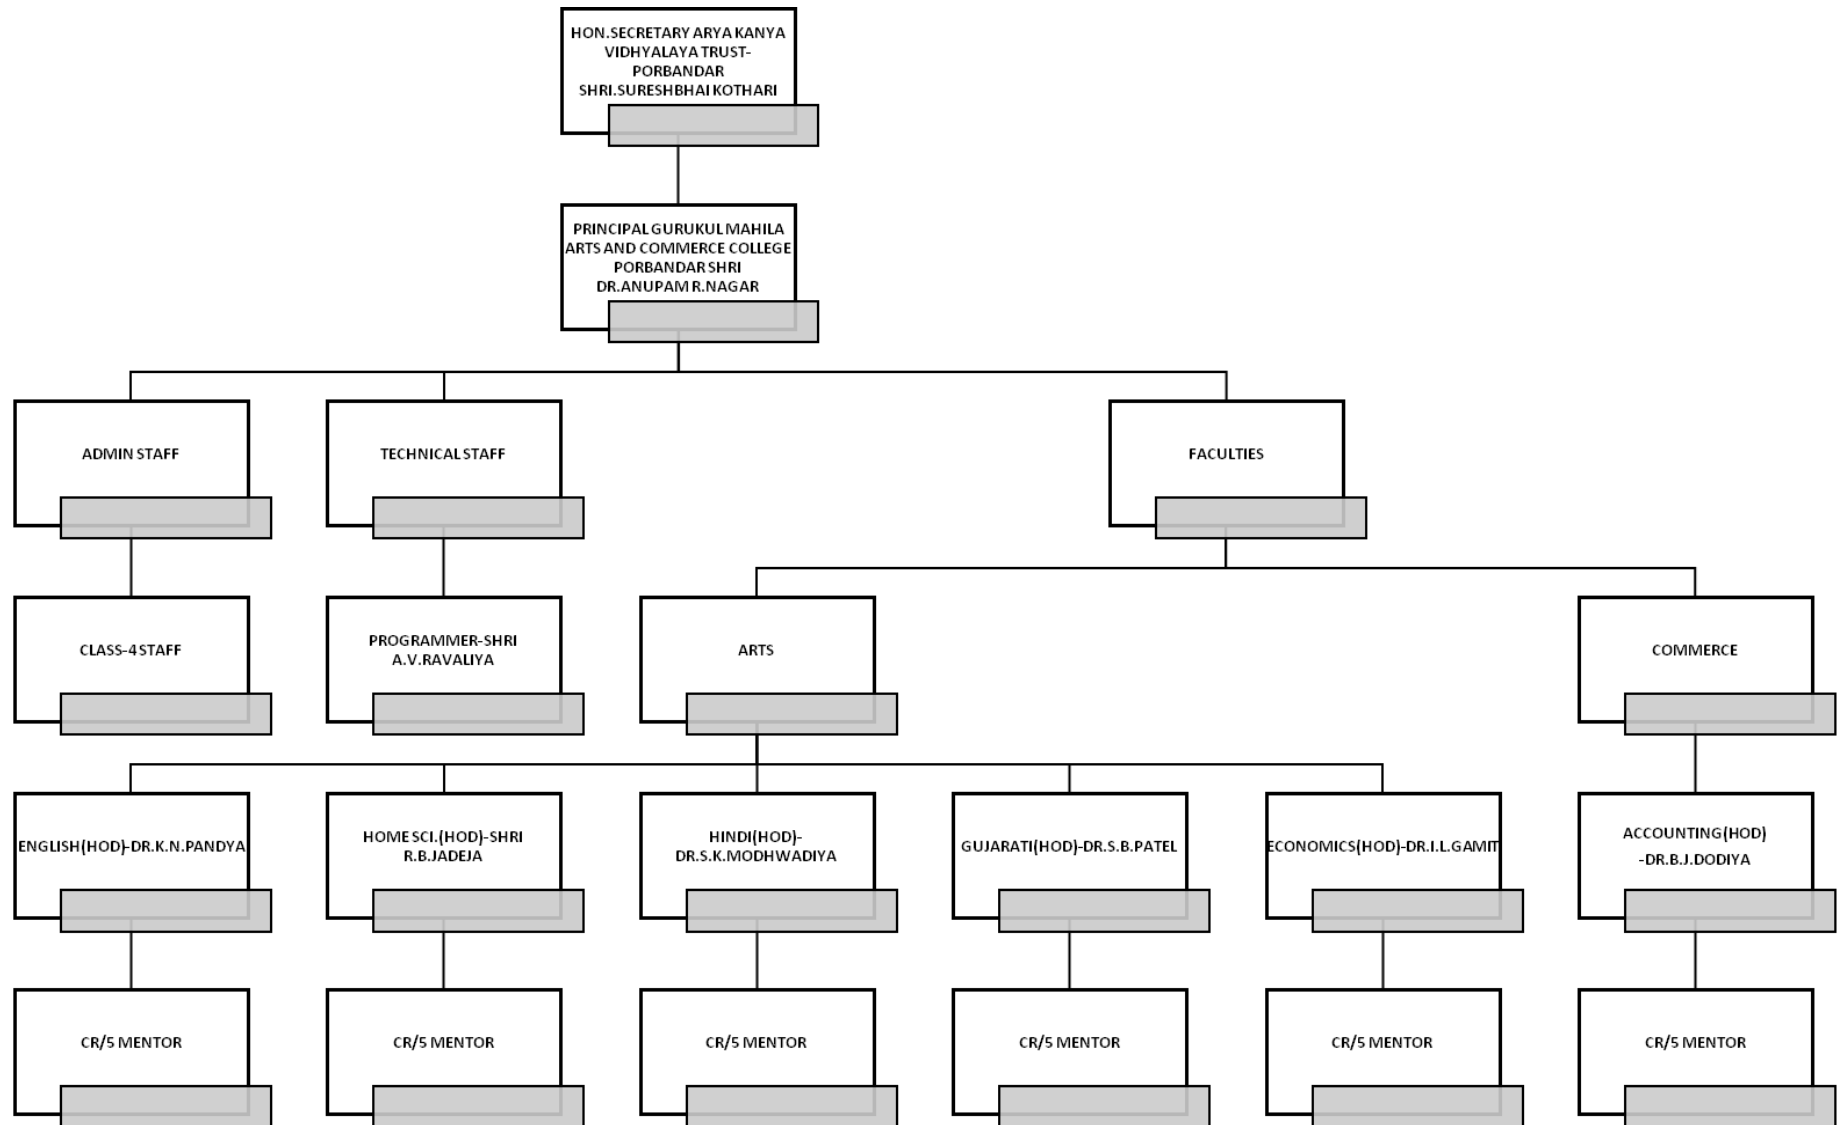 HON.SECRETARY ARYA KANYA
VIDHYALAYA TRUST-
PORBANDAR
SHRI.SURESHBHAI KOTHARI
PRINCIPAL GURUKUL MAHILA
ARTS AND COMMERCE COLLEGE
PORBANDAR SHRI
DR.ANUPAM R.NAGAR
ADMIN STAFF
TECHNICAL STAFF
FACULTIES
CLASS-4 STAFF
PROGRAMMER-SHRI
A.V.RAVALIYA
ARTS
COMMERCE
ENGLISH(HOD)-DR.K.N.PANDYA
HOME SCI.(HOD)-SHRI
R.B.JADEJA
HINDI(HOD)-
DR.S.K.MODHWADIYA
GUJARATI(HOD)-DR.S.B.PATEL
ECONOMICS(HOD)-DR.I.L.GAMIT
ACCOUNTING(HOD)
-DR.B.J.DODIYA
CR/5 MENTOR
CR/5 MENTOR
CR/5 MENTOR
CR/5 MENTOR
CR/5 MENTOR
CR/5 MENTOR